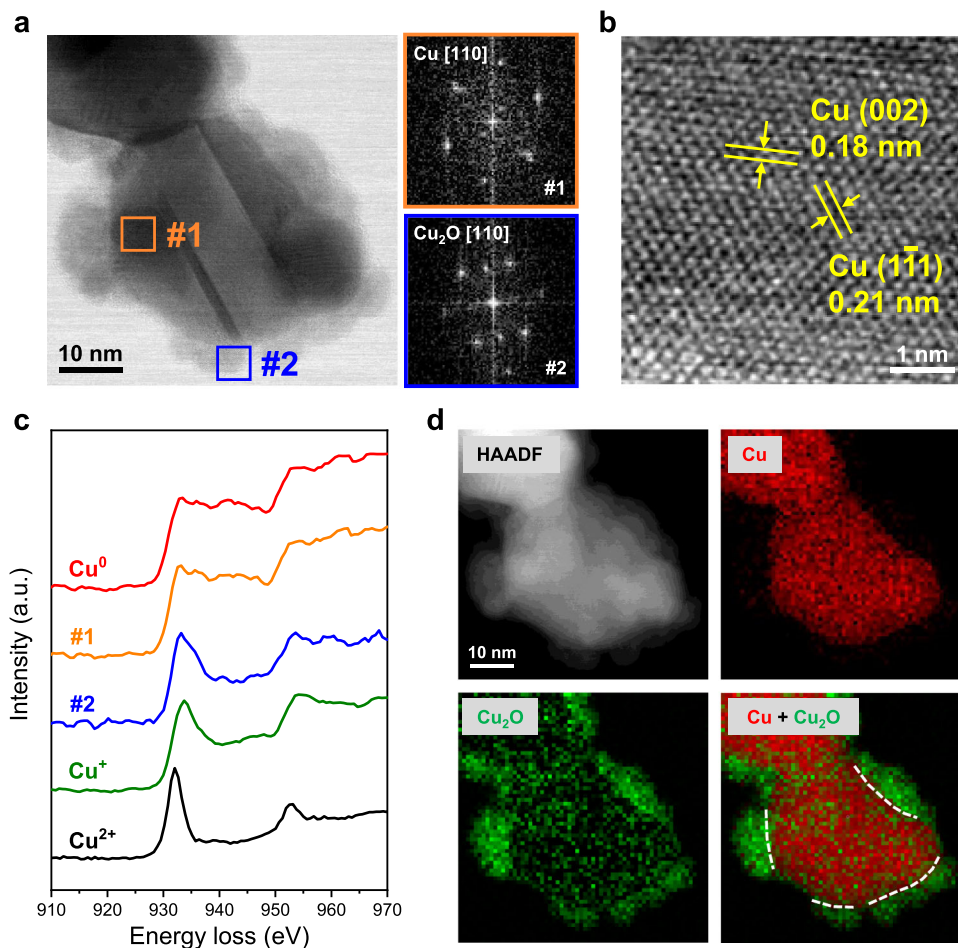 a
Cu [110]
#1
#1
#2
10 nm
Cu₂O [110]
#2
b
Cu (002)
0.18 nm
Cu (11̅1)
0.21 nm
1 nm
c
Cu⁰
#1
#2
Cu⁺
Cu²⁺
Intensity (a.u.)
910 920 930 940 950 960 970
Energy loss (eV)
d
HAADF
10 nm
Cu
Cu₂O
Cu + Cu₂O